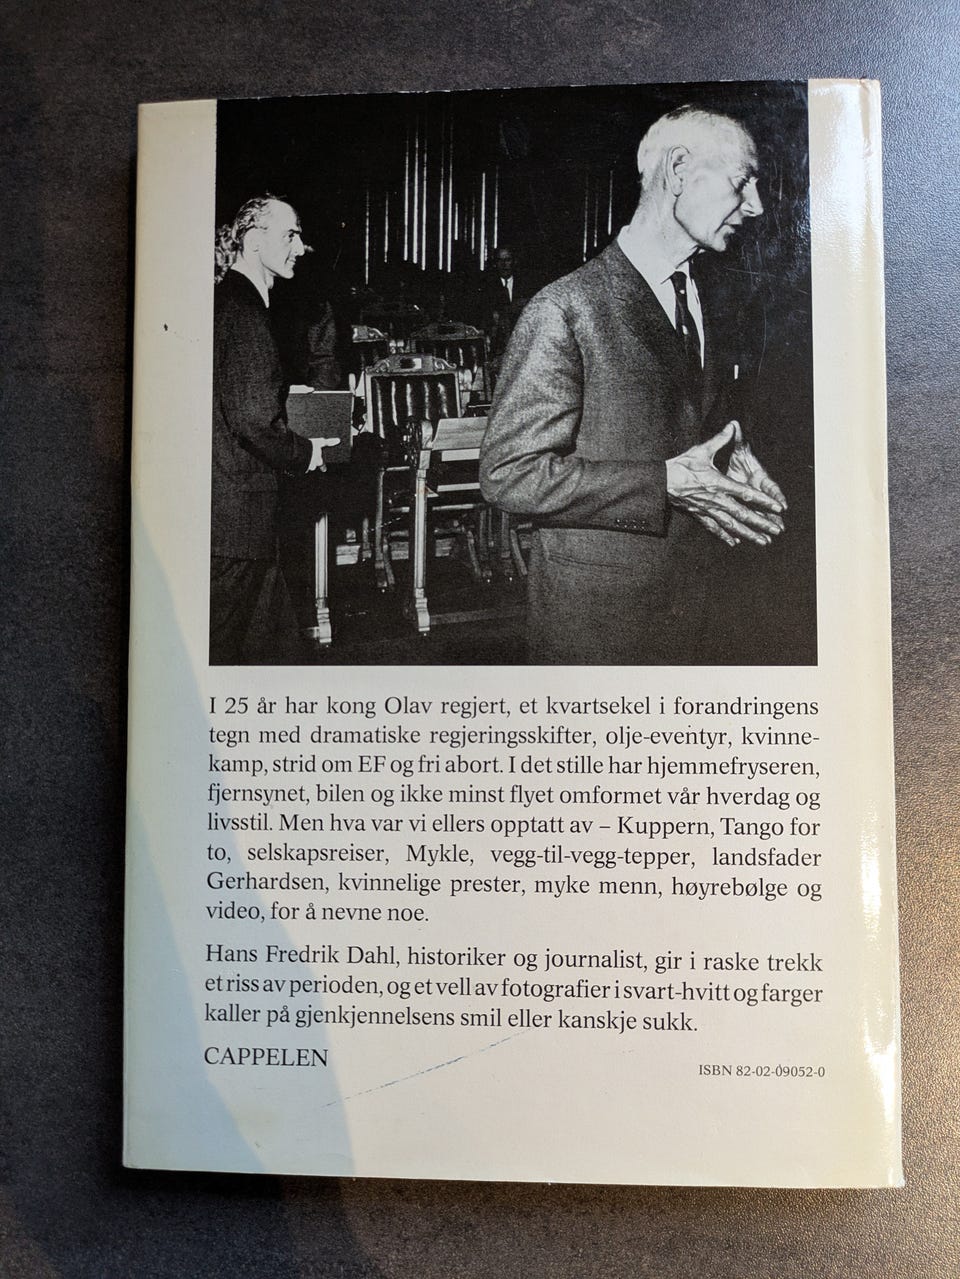 I 25 år har kong Olav regjert, et kvartsekel i forandringens
tegn med dramatiske regjeringsskifter, olje-eventyr, kvinne-
kamp, strid om EF og fri abort. I det stille har hjemmefryseren,
fjernsynet, bilen og ikke minst flyet omformet vår hverdag og
livsstil. Men hva var vi ellers opptatt av – Kuppern, Tango for
to, selskapsreiser, Mykle, vegg-til-vegg-tepper, landsfader
Gerhardsen, kvinnelige prester, myke menn, høyrebølge og
video, for å nevne noe.
Hans Fredrik Dahl, historiker og journalist, gir i raske trekk
et riss av perioden, og et vell av fotografier i svart-hvitt og farger
kaller på gjenkjennelsens smil eller kanskje sukk.
CAPPELEN
ISBN 82-02-09052-0